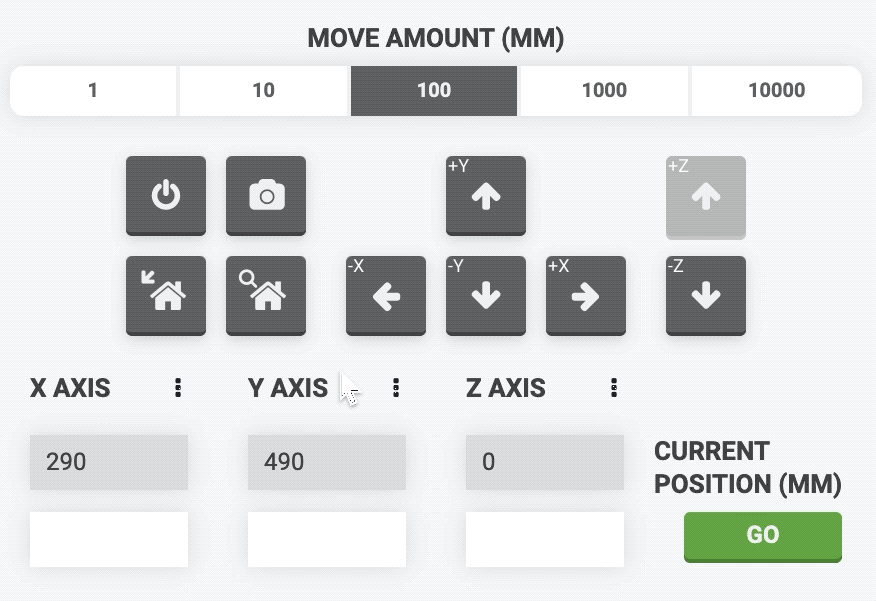 MOVE AMOUNT (MM)
1 10 100 1000 10000
+Y +Z
-X -Y +X -Z
X AXIS Y AXIS Z AXIS
290 490 0
CURRENT
POSITION (MM)
GO